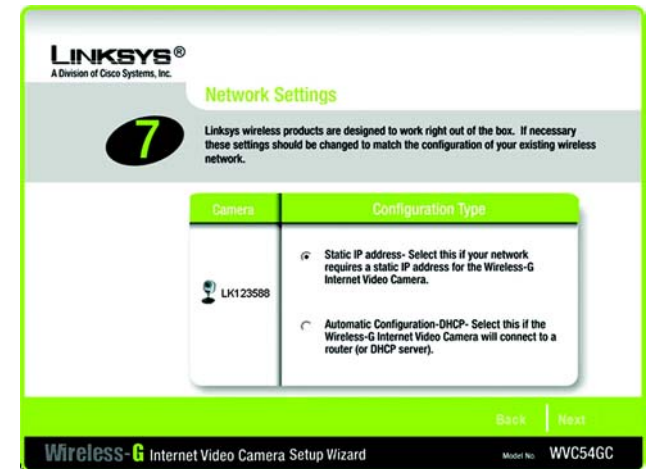 LINKSYS®
A Division of Cisco Systems, Inc.
Network Settings
7
Linksys wireless products are designed to work right out of the box. If necessary
these settings should be changed to match the configuration of your existing wireless
network.
Camera
Configuration Type
LK123588
Static IP address- Select this if your network
requires a static IP address for the Wireless-G
Internet Video Camera.
Automatic Configuration-DHCP- Select this if the
Wireless-G Internet Video Camera will connect to a
router (or DHCP server).
Back Next
Wireless-G Internet Video Camera Setup Wizard
Model No. WVC54GC